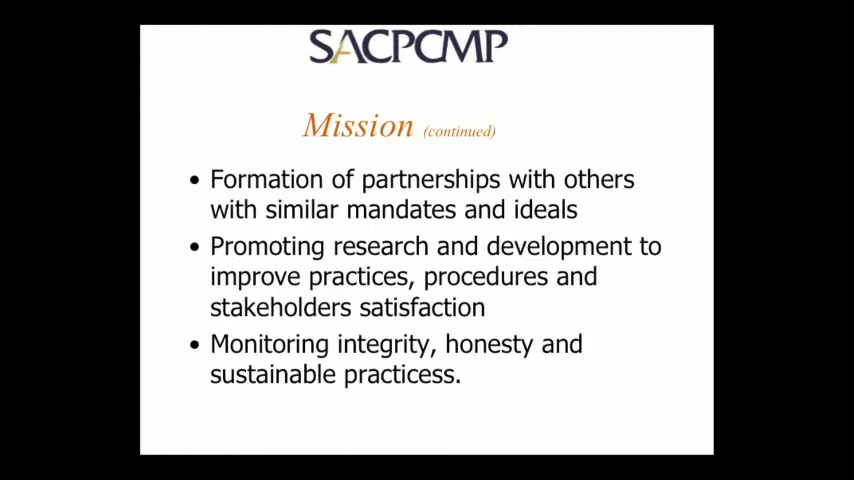 SACPCMP
Mission (continued)
• Formation of partnerships with others
with similar mandates and ideals
• Promoting research and development to
improve practices, procedures and
stakeholders satisfaction
• Monitoring integrity, honesty and
sustainable practicess.